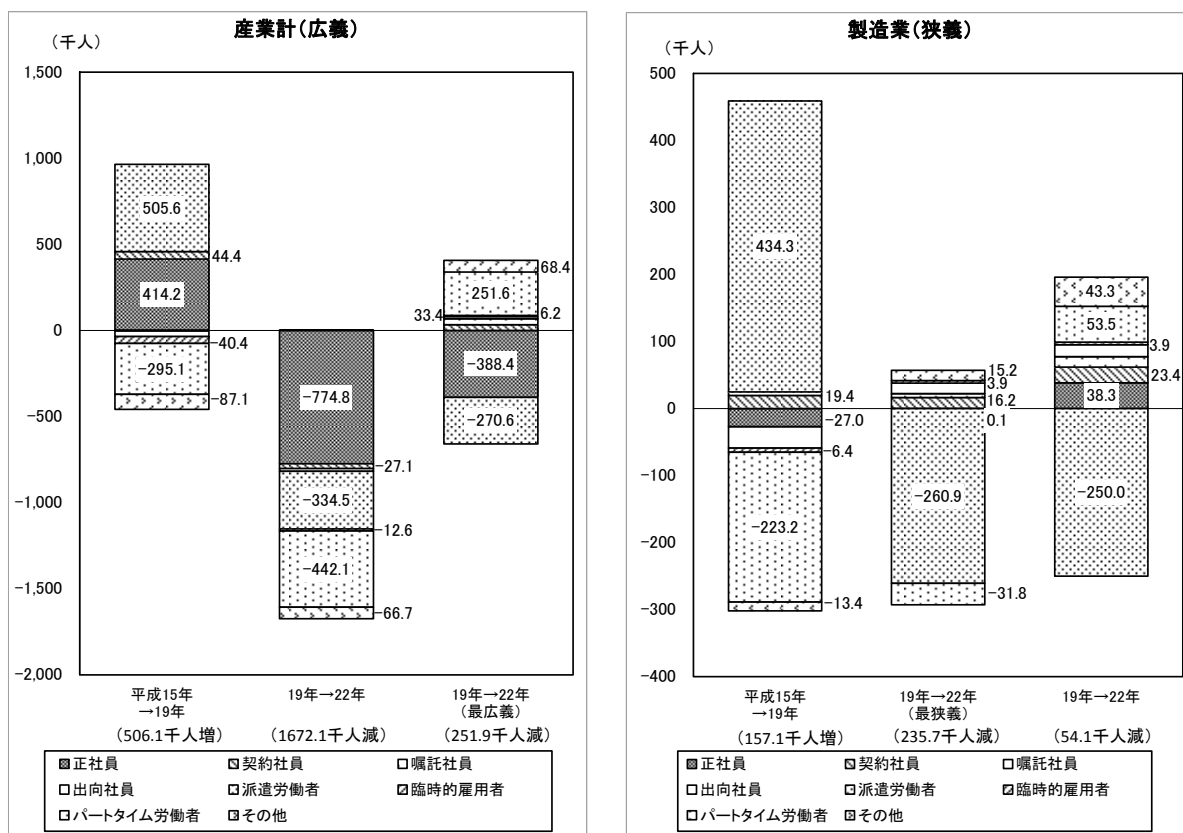 産業計(広義)
(千人)
1,500
1,000
500
0
-500
-1,000
-1,500
-2,000
505.6
44.4
414.2
-40.4
-295.1
-87.1
-774.8
-27.1
-334.5
-12.6
-442.1
-66.7
68.4
251.6
33.4
6.2
-388.4
-270.6
平成15年
→19年
19年→22年
19年→22年
(最広義)
(506.1千人増)
(1672.1千人減)
(251.9千人減)
正社員 契約社員 嘱託社員
出向社員 派遣労働者 臨時的雇用者
パートタイム労働者 その他
製造業(狭義)
(千人)
500
400
300
200
100
0
-100
-200
-300
-400
434.3
19.4
-27.0
-6.4
-223.2
-13.4
15.2
3.9
16.2
0.1
-260.9
-31.8
43.3
53.5
3.9
23.4
38.3
-250.0
平成15年
→19年
19年→22年
(最狭義)
19年→22年
(157.1千人増)
(235.7千人減)
(54.1千人減)
正社員 契約社員 嘱託社員
出向社員 派遣労働者 臨時的雇用者
パートタイム労働者 その他